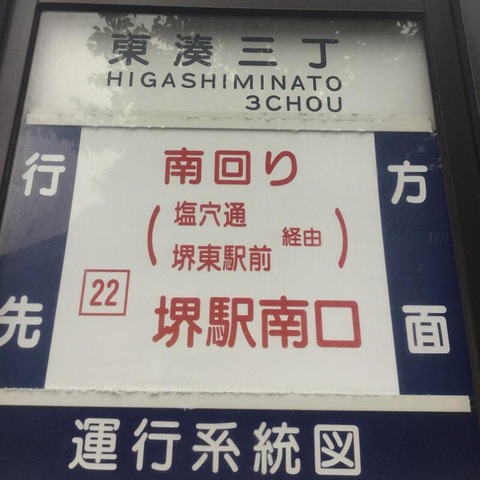 東湊三丁
HIGASHIMINATO
3CHOU
行先
方面
南回り
(塩穴通
堺東駅前 経由)
22 堺駅南口
運行系統図